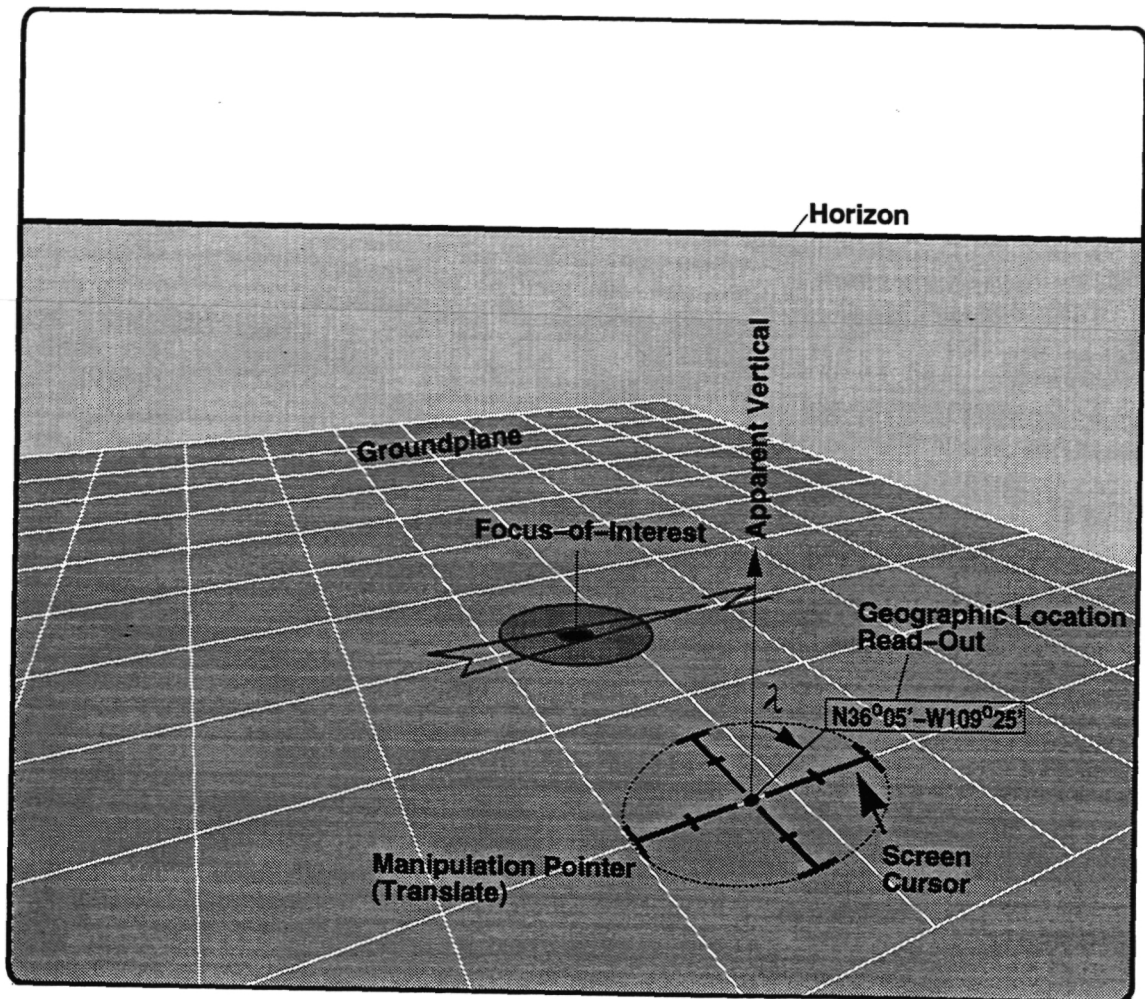 Horizon
Apparent Vertical
Groundplane
Focus-of-Interest
Geographic Location
Read-Out
λ
N36°05'-W109°25'
Manipulation Pointer
(Translate)
Screen
Cursor